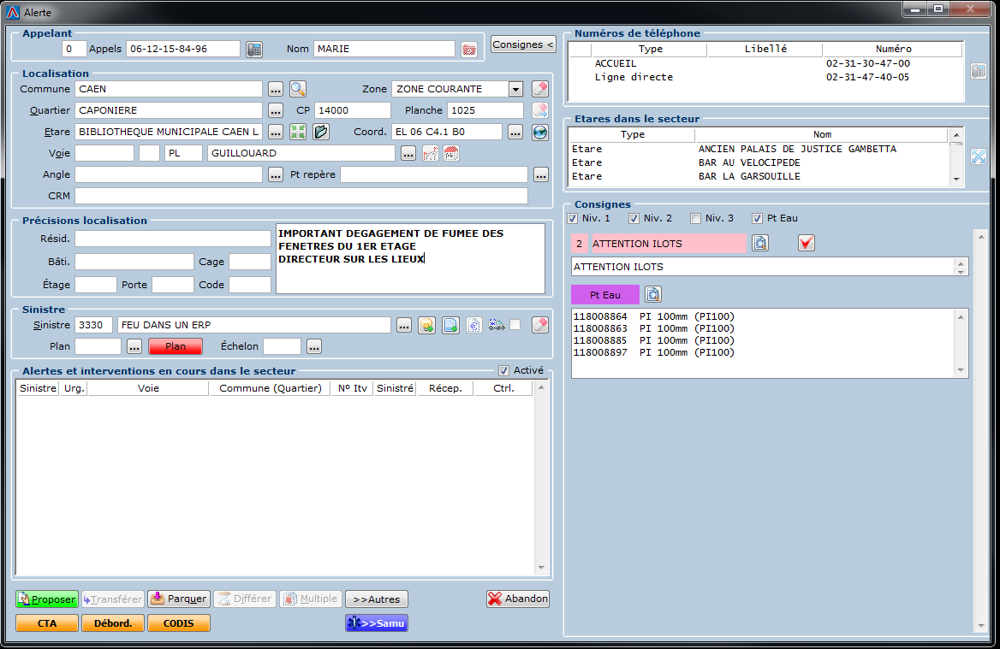 Alerte
Appelant
0 Appels 06-12-15-84-96 Nom MARIE
Consignes <
Localisation
Commune CAEN ... Zone ZONE COURANTE
Quartier CAPONIERE ... CP 14000 Planche 1025
Etare BIBLIOTHEQUE MUNICIPALE CAEN L ... Coord. EL 06 C4.1 B0 ...
Voie PL GUILLOUARD ...
Angle ... Pt repère ...
CRM
Précisions localisation
Résid.
Bâti. Cage
Étage Porte Code
IMPORTANT DEGAGEMENT DE FUMEE DES
FENETRES DU 1ER ETAGE
DIRECTEUR SUR LES LIEUX
Sinistre
Sinistre 3330 FEU DANS UN ERP ...
Plan ... Plan Échelon ...
Alertes et interventions en cours dans le secteur Activé
Sinistre Urg. Voie Commune (Quartier) Nº Itv Sinistré Récep. Ctrl.
Proposer Transférer Parquer Différer Multiple >>Autres Abandon
CTA Débord. CODIS >>Samu
Numéros de téléphone
Type Libellé Numéro
ACCUEIL 02-31-30-47-00
Ligne directe 02-31-47-40-05
Etares dans le secteur
Type Nom
Etare ANCIEN PALAIS DE JUSTICE GAMBETTA
Etare BAR AU VELOCIPEDE
Etare BAR LA GARSOUILLE
Consignes
Niv. 1 Niv. 2 Niv. 3 Pt Eau
2 ATTENTION ILOTS
ATTENTION ILOTS
Pt Eau
118008864 PI 100mm (PI100)
118008863 PI 100mm (PI100)
118008885 PI 100mm (PI100)
118008897 PI 100mm (PI100)